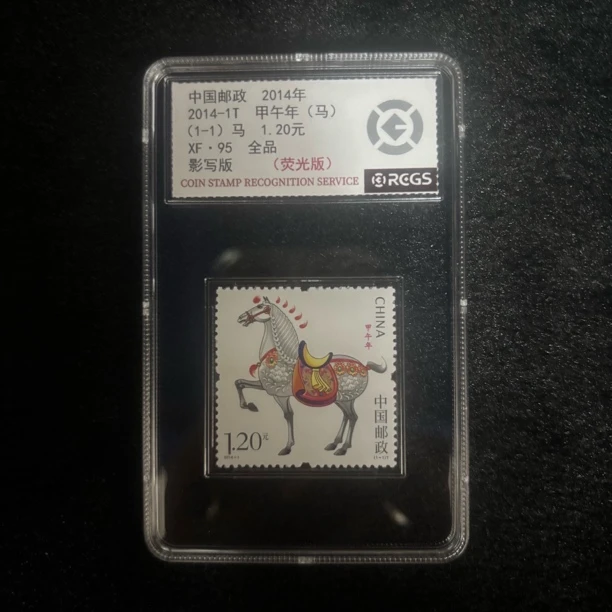 中国邮政 2014年
2014-1T 甲午年（马）
(1-1) 马 1.20元
XF·95 全品
影写版 （荧光版）
COIN STAMP RECOGNITION SERVICE
RCGS
CHINA
甲午年
中国邮政
1.20元